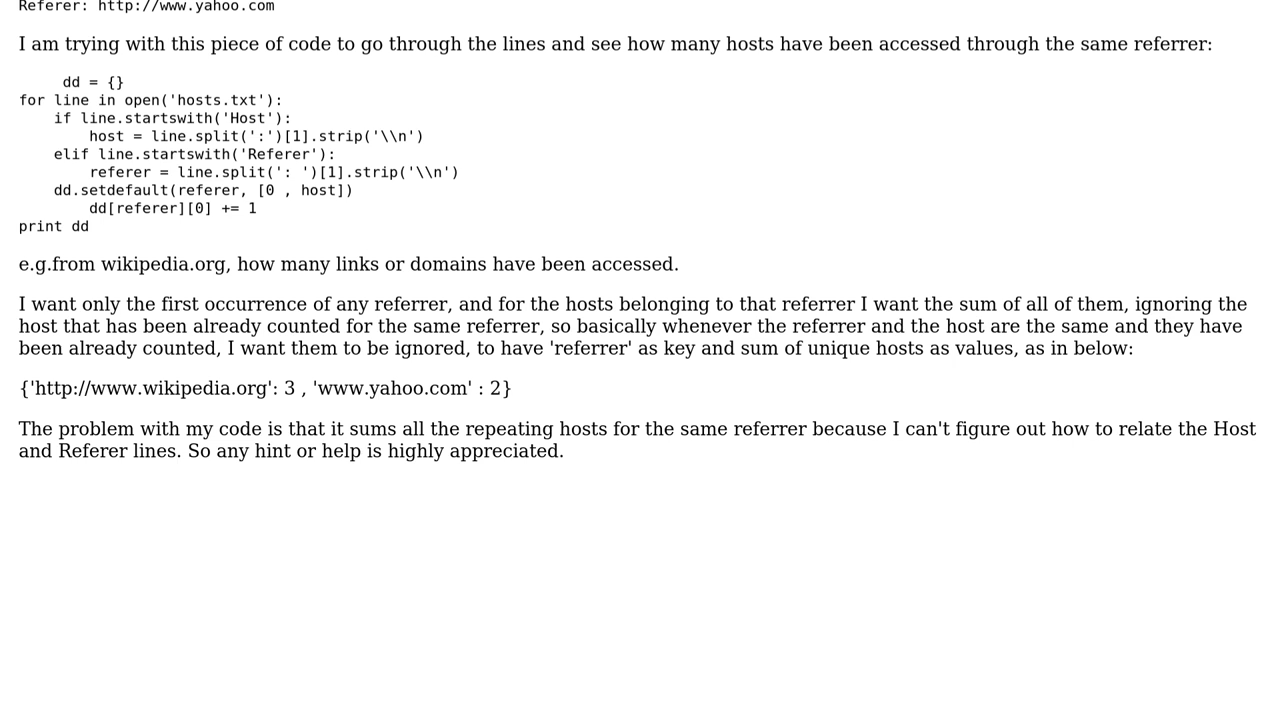 Referer: http://www.yahoo.com
I am trying with this piece of code to go through the lines and see how many hosts have been accessed through the same referrer:
     dd = {}
for line in open('hosts.txt'):
    if line.startswith('Host'):
        host = line.split(':')[1].strip('\\n')
    elif line.startswith('Referer'):
        referer = line.split(': ')[1].strip('\\n')
    dd.setdefault(referer, [0 , host])
        dd[referer][0] += 1
print dd
e.g.from wikipedia.org, how many links or domains have been accessed.
I want only the first occurrence of any referrer, and for the hosts belonging to that referrer I want the sum of all of them, ignoring the
host that has been already counted for the same referrer, so basically whenever the referrer and the host are the same and they have
been already counted, I want them to be ignored, to have 'referrer' as key and sum of unique hosts as values, as in below:
{'http://www.wikipedia.org': 3 , 'www.yahoo.com' : 2}
The problem with my code is that it sums all the repeating hosts for the same referrer because I can't figure out how to relate the Host
and Referer lines. So any hint or help is highly appreciated.